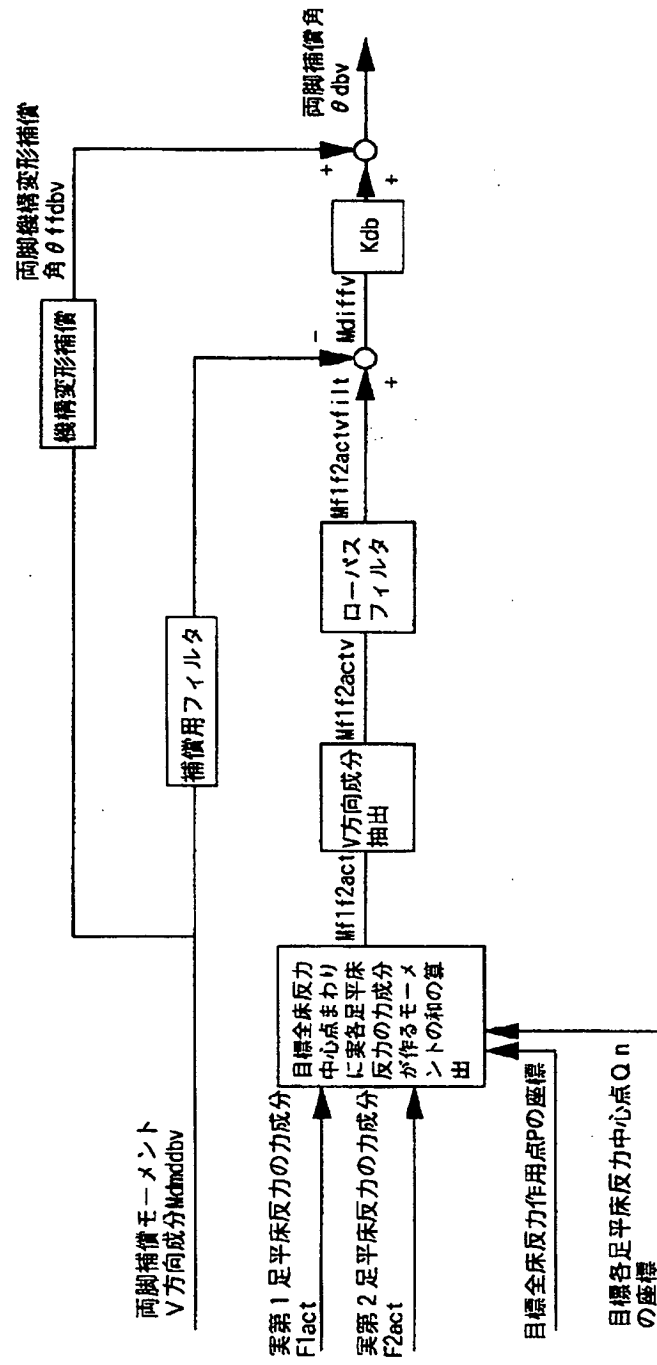 両脚補償モーメント
V方向成分Mdmddbv
機構変形補償
両脚機構変形補償
角θffdbv
補償用フィルタ
実第1足平床反力の力成分
F1act
実第2足平床反力の力成分
F2act
目標全床反力作用点Pの座標
目標各足平床反力中心点Qn
の座標
目標全床反力
中心点まわり
に実各足平床
反力の力成分
が作るモーメ
ントの和の算
出
Mf1f2act
V方向成分
抽出
Mf1f2actv
ローパス
フィルタ
Mf1f2actvfilt
+
-
Mdiffv
Kdb
+
+
両脚補償角
θdbv